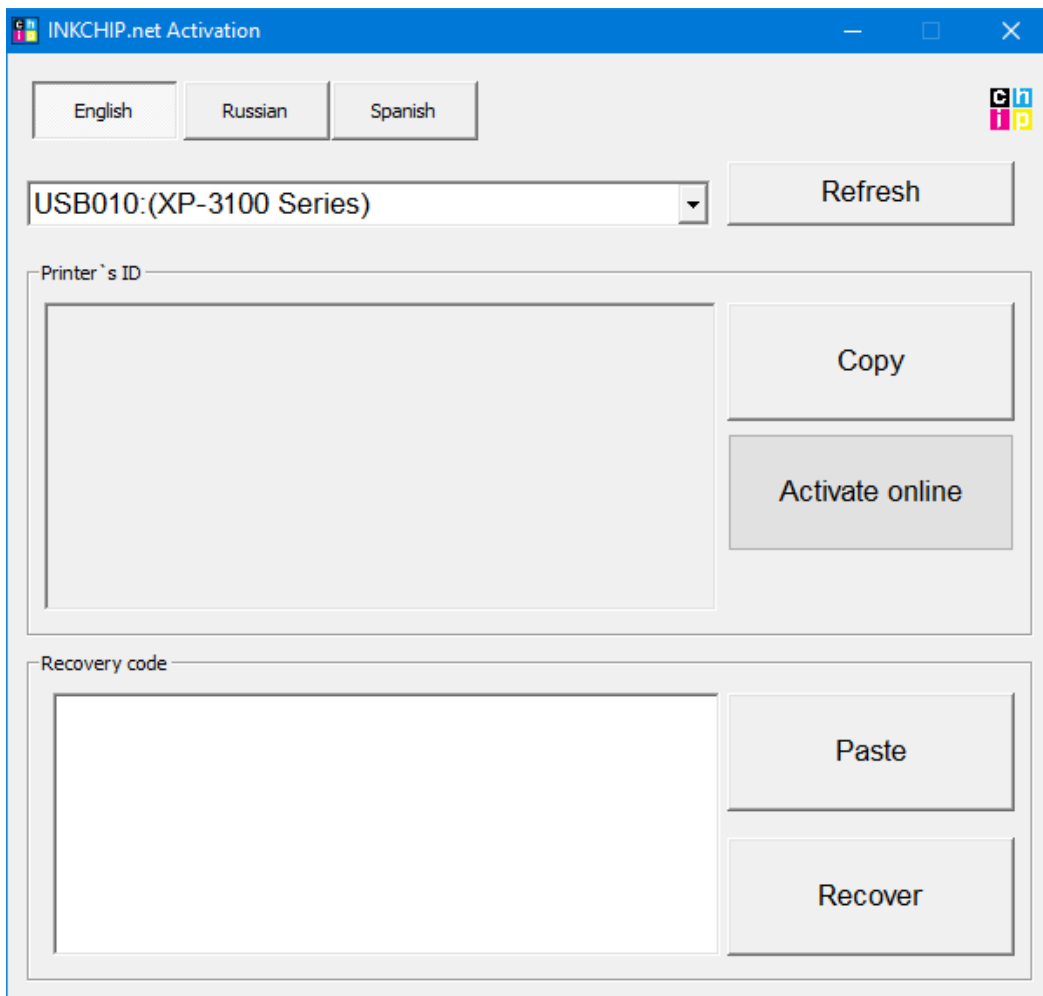 INKCHIP.net Activation
English Russian Spanish
chip
USB010:(XP-3100 Series)
Refresh
Printer`s ID
Copy
Activate online
Recovery code
Paste
Recover